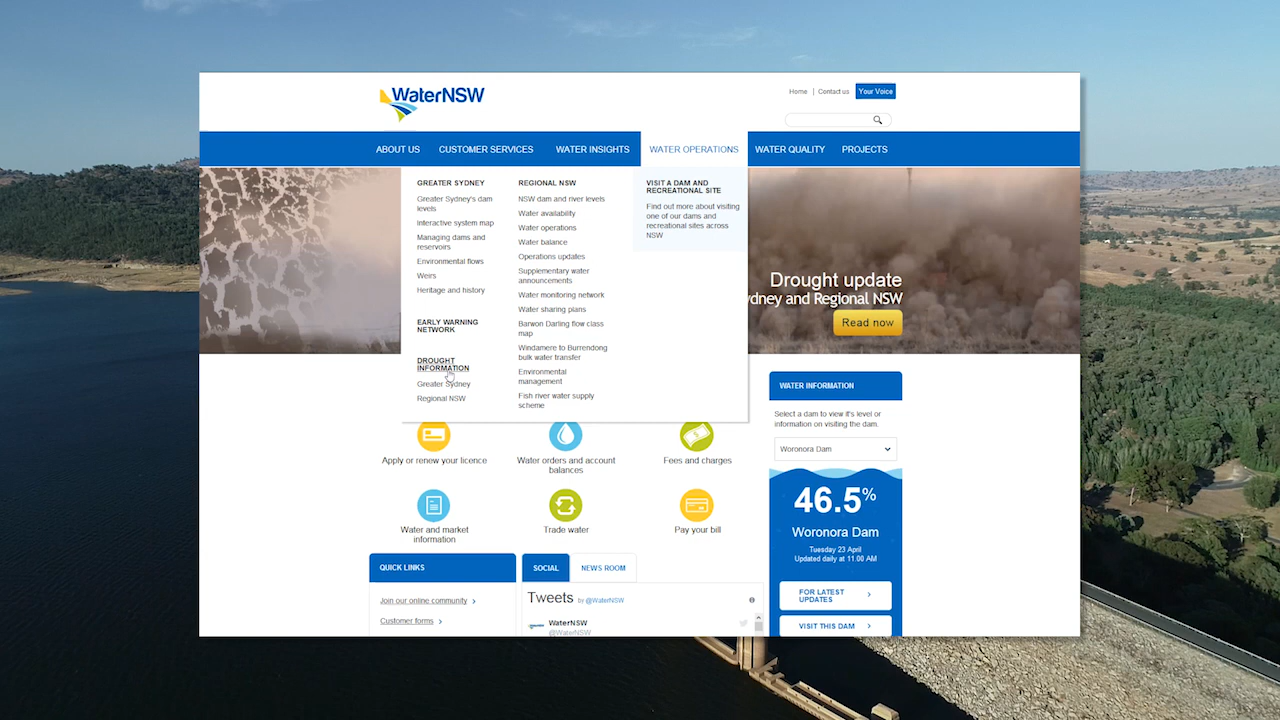 WaterNSW
Home | Contact us
Your Voice
ABOUT US
CUSTOMER SERVICES
WATER INSIGHTS
WATER OPERATIONS
WATER QUALITY
PROJECTS
GREATER SYDNEY
Greater Sydney's dam
levels
Interactive system map
Managing dams and
reservoirs
Environmental flows
Weirs
Heritage and history
EARLY WARNING
NETWORK
DROUGHT
INFORMATION
Greater Sydney
Regional NSW
REGIONAL NSW
NSW dam and river levels
Water availability
Water operations
Water balance
Operations updates
Supplementary water
announcements
Water monitoring network
Water sharing plans
Barwon Darling flow class
map
Windamere to Burrendong
bulk water transfer
Environmental
management
Fish river water supply
scheme
VISIT A DAM AND
RECREATIONAL SITE
Find out more about visiting
one of our dams and
recreational sites across
NSW
Drought update
ydney and Regional NSW
Read now
Apply or renew your licence
Water orders and account
balances
Fees and charges
Water and market
information
Trade water
Pay your bill
QUICK LINKS
Join our online community
Customer forms
SOCIAL
NEWS ROOM
Tweets by @WaterNSW
WaterNSW
@WaterNSW
WATER INFORMATION
Select a dam to view it's level or
information on visiting the dam.
Woronora Dam
46.5%
Woronora Dam
Tuesday 23 April
Updated daily at 11.00 AM
FOR LATEST
UPDATES
VISIT THIS DAM